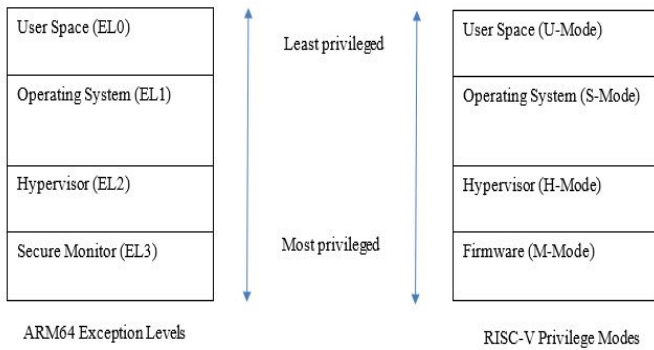 User Space (EL0)
Operating System (EL1)
Hypervisor (EL2)
Secure Monitor (EL3)
ARM64 Exception Levels
Least privileged
Most privileged
User Space (U-Mode)
Operating System (S-Mode)
Hypervisor (H-Mode)
Firmware (M-Mode)
RISC-V Privilege Modes